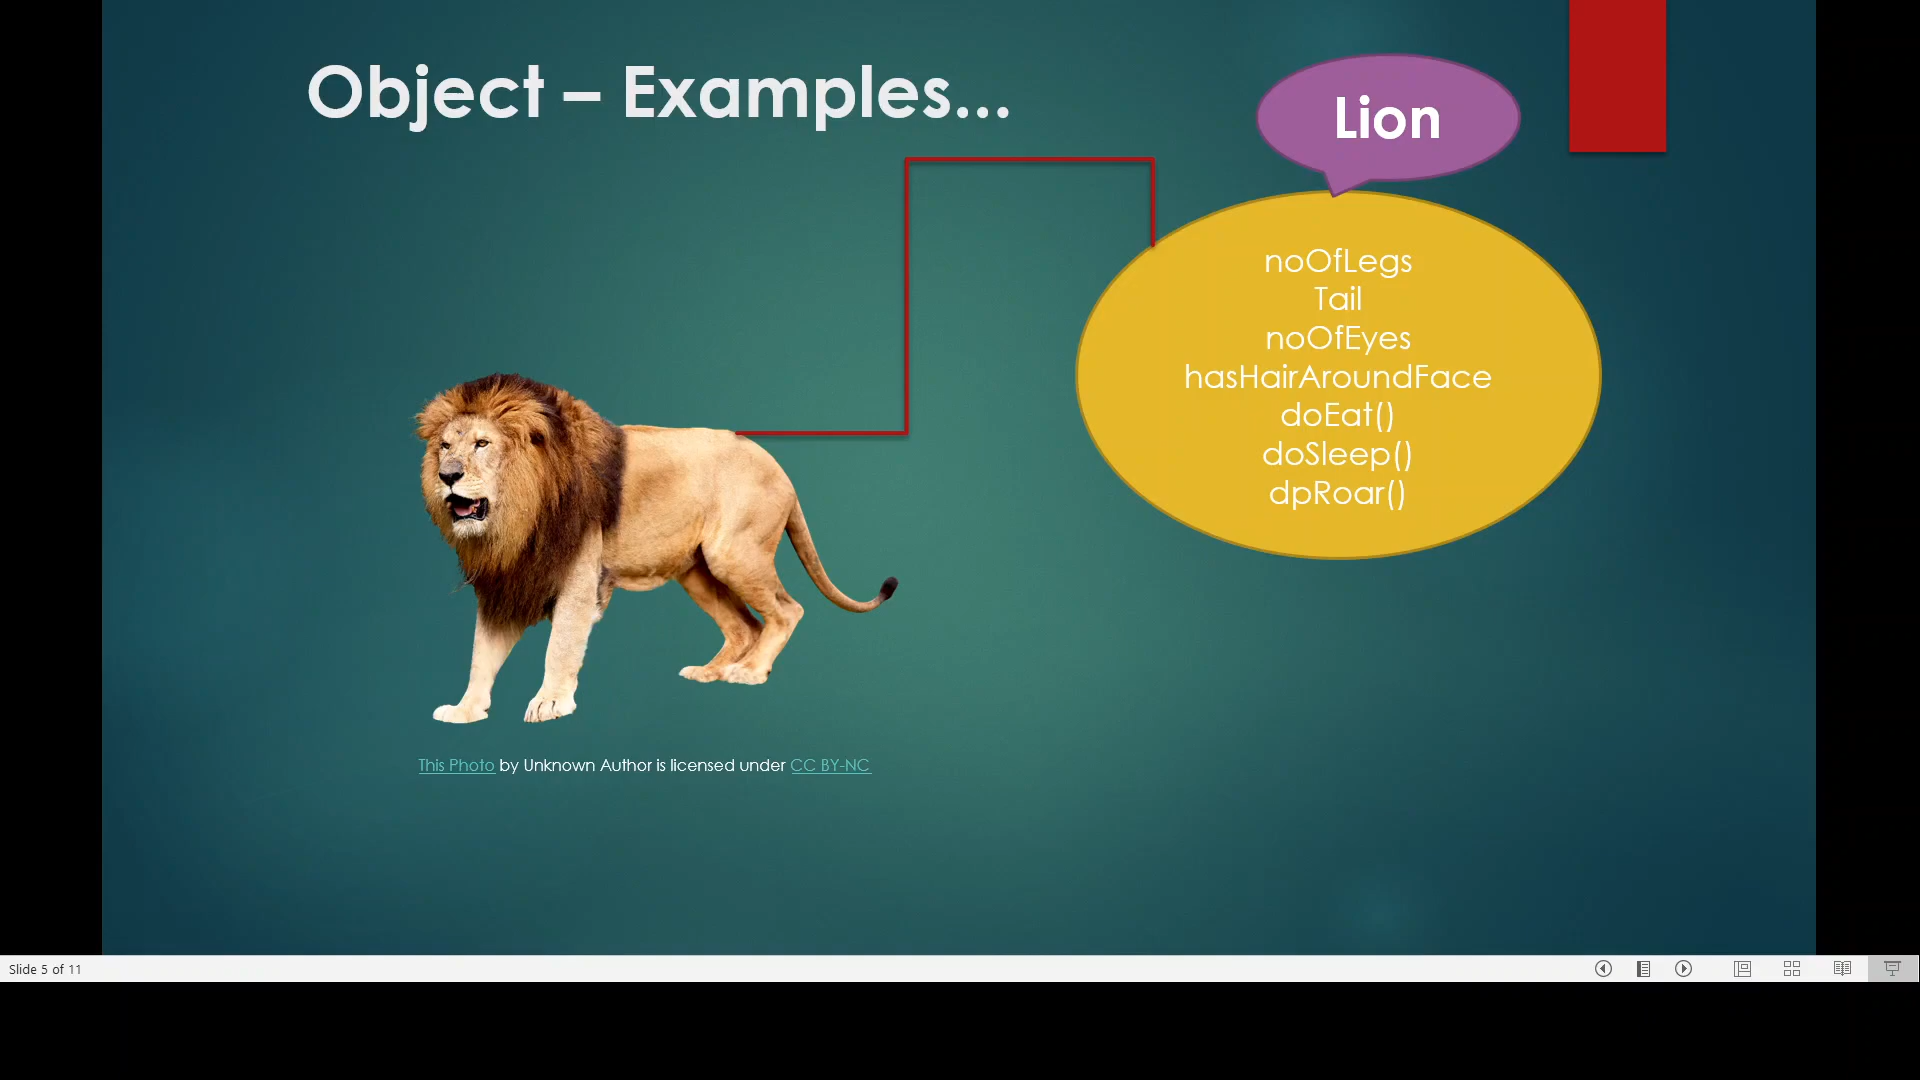 Object – Examples...
Lion
noOfLegs
Tail
noOfEyes
hasHairAroundFace
doEat()
doSleep()
dpRoar()
This Photo by Unknown Author is licensed under CC BY-NC
Slide 5 of 11